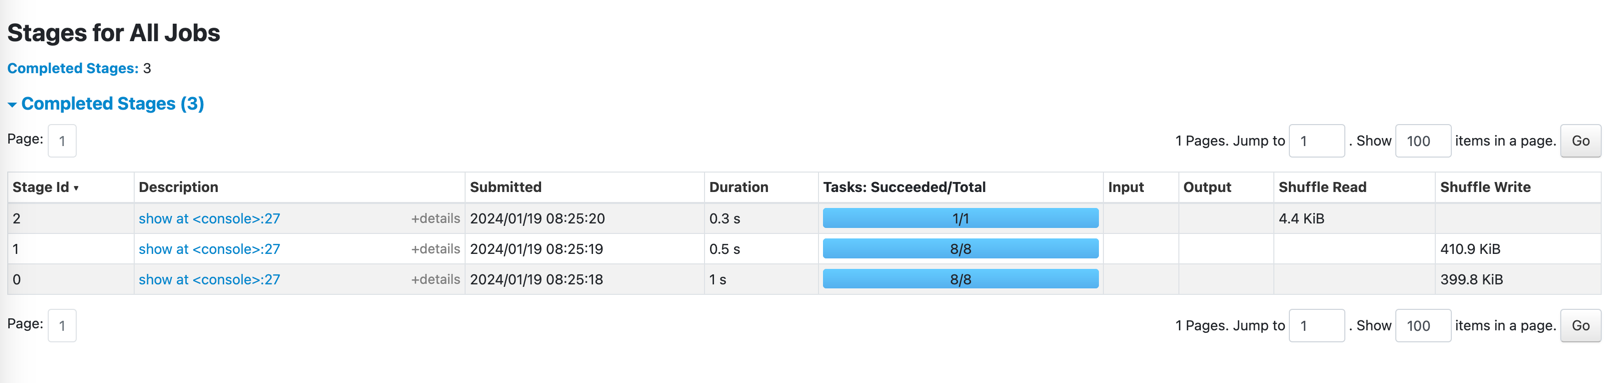 Stages for All Jobs
Completed Stages: 3
Completed Stages (3)
Page: 1 1 Pages. Jump to 1 . Show 100 items in a page. Go
Stage Id Description Submitted Duration Tasks: Succeeded/Total Input Output Shuffle Read Shuffle Write
2 show at <console>:27 +details 2024/01/19 08:25:20 0.3 s 1/1 4.4 KiB
1 show at <console>:27 +details 2024/01/19 08:25:19 0.5 s 8/8 410.9 KiB
0 show at <console>:27 +details 2024/01/19 08:25:18 1 s 8/8 399.8 KiB
Page: 1 1 Pages. Jump to 1 . Show 100 items in a page. Go